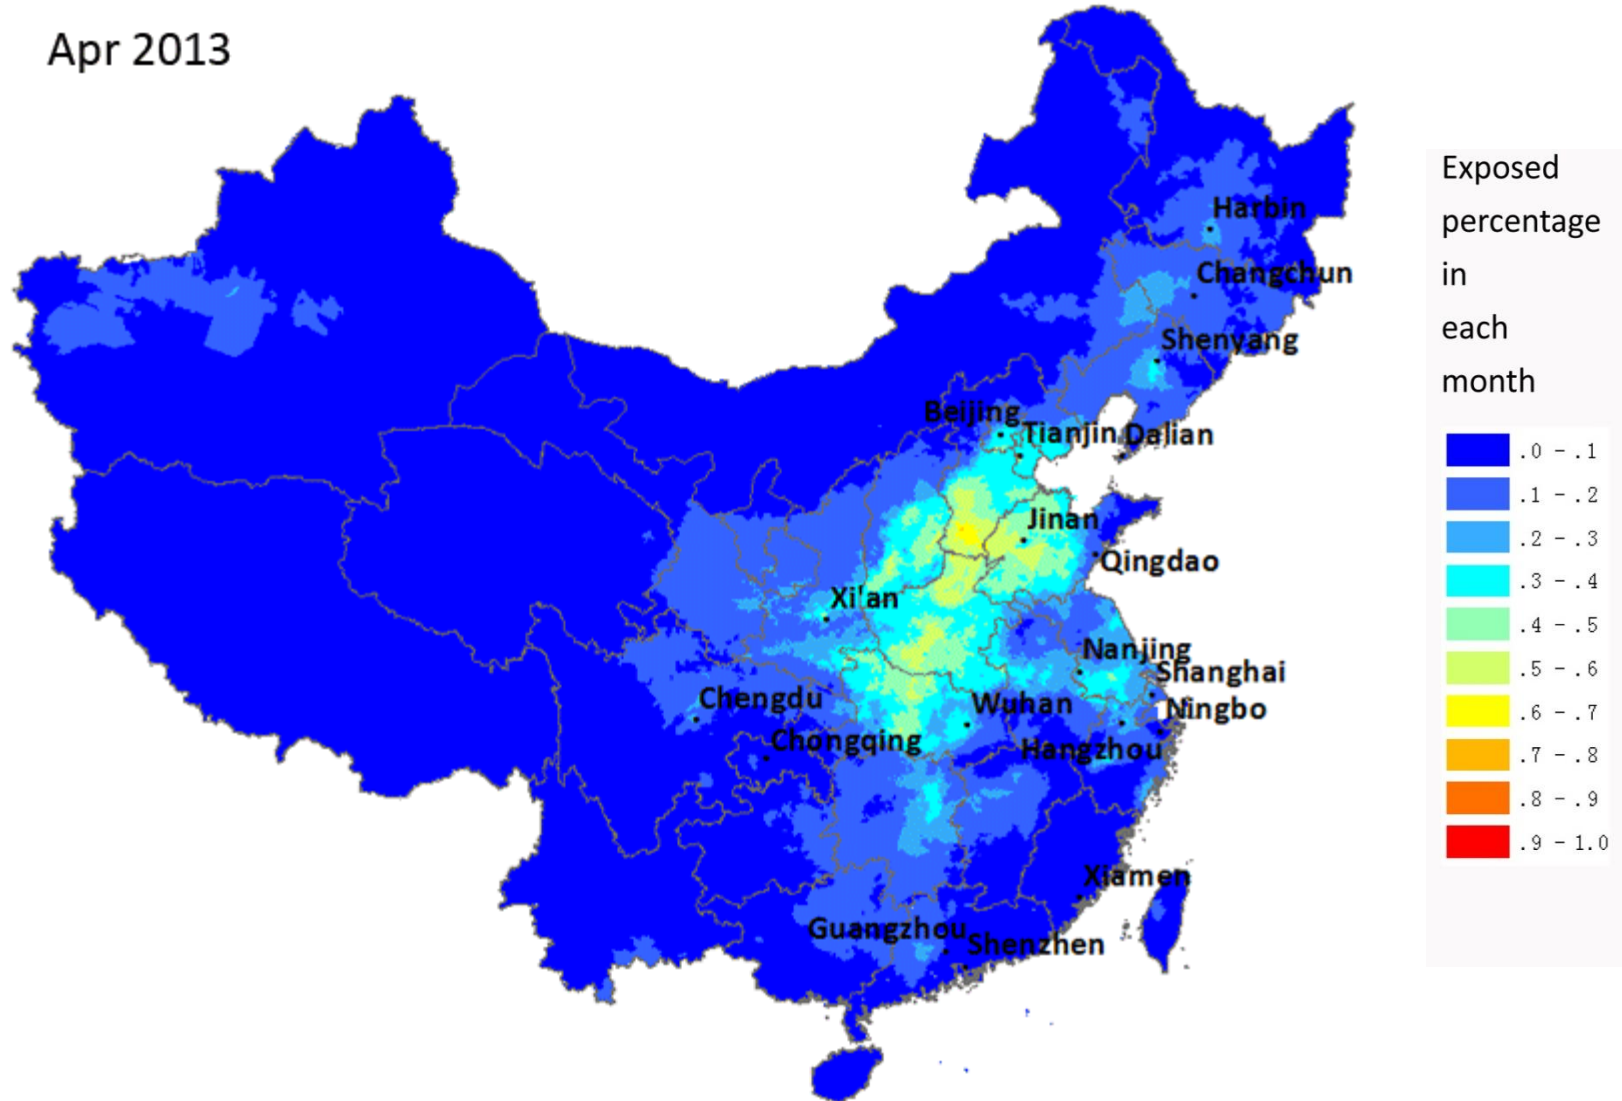 Apr 2013
Harbin
Changchun
Shenyang
Beijing
Tianjin
Dalian
Jinan
Qingdao
Xi'an
Nanjing
Shanghai
Chengdu
Wuhan
Ningbo
Chongqing
Hangzhou
Xiamen
Guangzhou
Shenzhen
Exposed
percentage
in
each
month
.0 - .1
.1 - .2
.2 - .3
.3 - .4
.4 - .5
.5 - .6
.6 - .7
.7 - .8
.8 - .9
.9 - 1.0